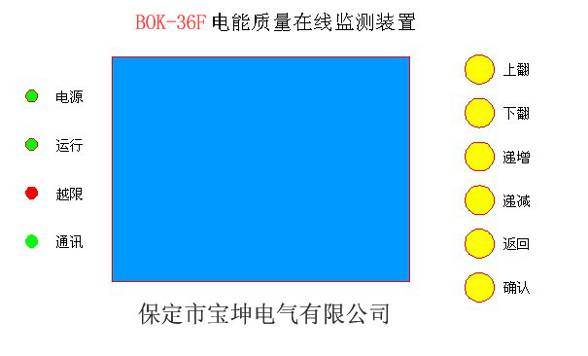 BOK-36F 电能质量在线监测装置
电源
运行
越限
通讯
上翻
下翻
递增
递减
返回
确认
保定市宝坤电气有限公司